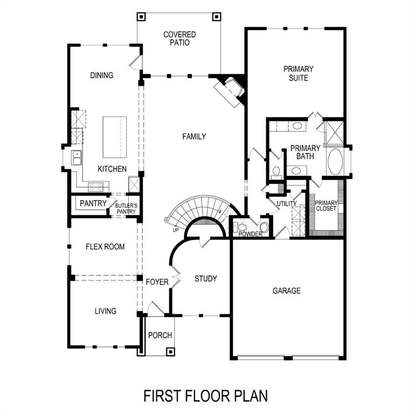 COVERED
PATIO
DINING
PRIMARY
SUITE
FAMILY
KITCHEN
PRIMARY
BATH
PANTRY
BUTLER'S
PANTRY
UTILITY
PRIMARY
CLOSET
POWDER
FLEX ROOM
FOYER
STUDY
GARAGE
LIVING
PORCH
FIRST FLOOR PLAN